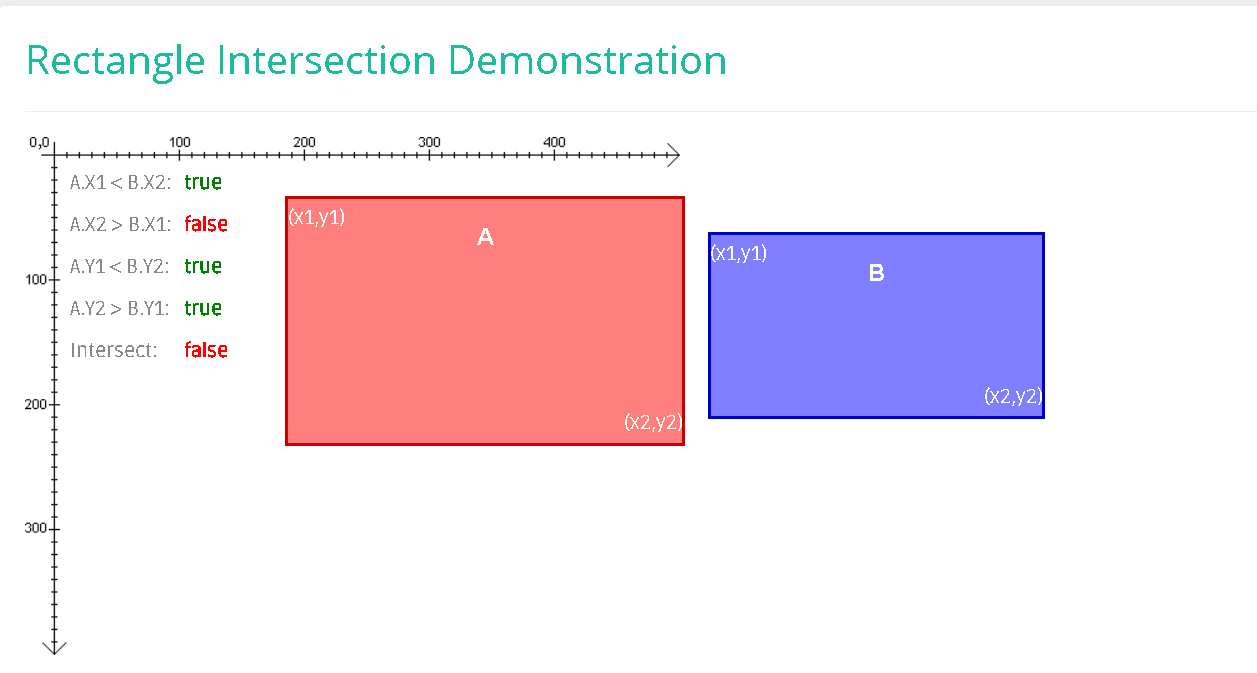 Rectangle Intersection Demonstration
0,0 100 200 300 400
A.X1 < B.X2: true
(x1,y1)
A.X2 > B.X1: false
A
(x1,y1)
A.Y1 < B.Y2: true
B
100
A.Y2 > B.Y1: true
Intersect: false
200
(x2,y2)
(x2,y2)
300